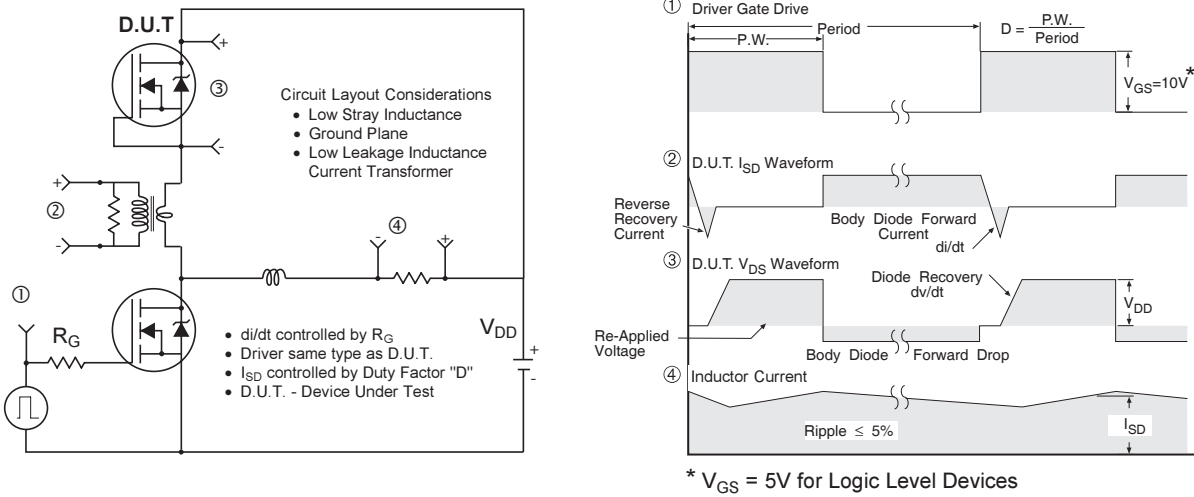 D.U.T
+
③
-
Circuit Layout Considerations
• Low Stray Inductance
• Ground Plane
• Low Leakage Inductance
Current Transformer
+
②
-
④
-
+
①
R_G
V_DD
+
-
• di/dt controlled by R_G
• Driver same type as D.U.T.
• I_SD controlled by Duty Factor "D"
• D.U.T. - Device Under Test
① Driver Gate Drive
P.W.
Period
D = P.W. / Period
V_GS=10V *
② D.U.T. I_SD Waveform
Reverse
Recovery
Current
Body Diode Forward
Current
di/dt
③ D.U.T. V_DS Waveform
Diode Recovery
dv/dt
V_DD
Re-Applied
Voltage
Body Diode Forward Drop
④ Inductor Current
Ripple ≤ 5%
I_SD
* V_GS = 5V for Logic Level Devices